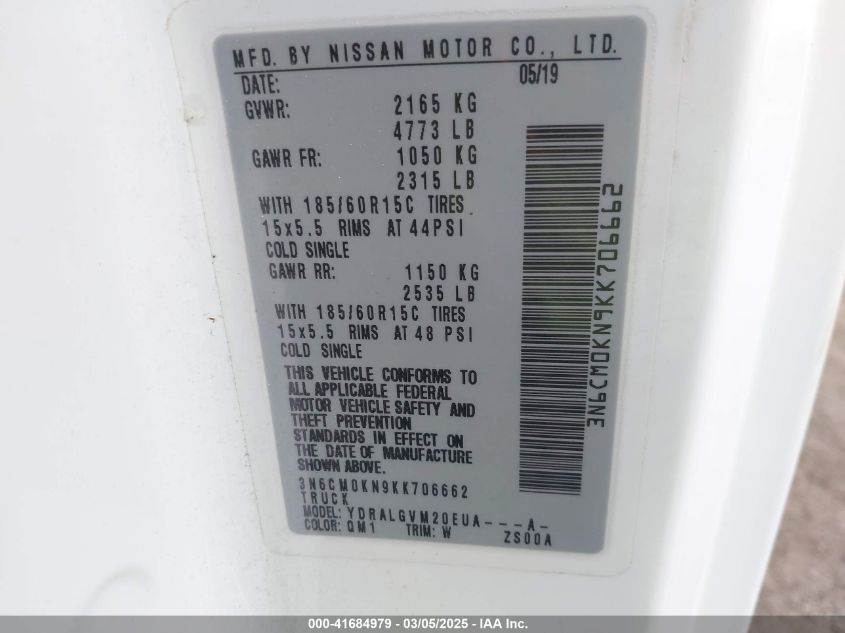 MFD. BY NISSAN MOTOR CO., LTD.
DATE: 05/19
GVWR: 2165 KG
4773 LB
GAWR FR: 1050 KG
2315 LB
WITH 185/60R15C TIRES
15x5.5 RIMS AT 44PSI
COLD SINGLE
GAWR RR: 1150 KG
2535 LB
WITH 185/60R15C TIRES
15x5.5 RIMS AT 48 PSI
COLD SINGLE
THIS VEHICLE CONFORMS TO
ALL APPLICABLE FEDERAL
MOTOR VEHICLE SAFETY AND
THEFT PREVENTION
STANDARDS IN EFFECT ON
THE DATE OF MANUFACTURE
SHOWN ABOVE.
3N6CM0KN9KK706662
TRUCK
MODEL: YDRALGVM20EUA---A-
COLOR: QM1 TRIM: W ZS00A
3N6CM0KN9KK706662
000-41684979 — 03/05/2025 — IAA Inc.